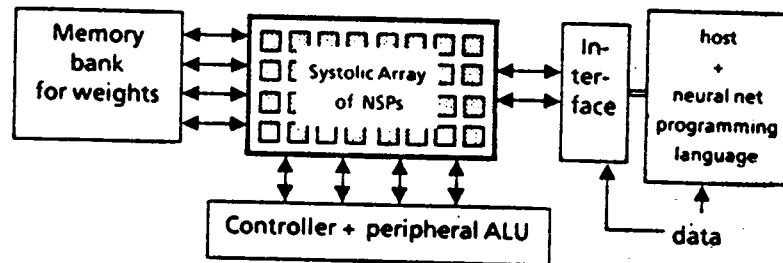 Memory
bank
for weights
Systolic Array
of NSPs
In-
ter-
face
host
+
neural net
programming
language
Controller + peripheral ALU
data